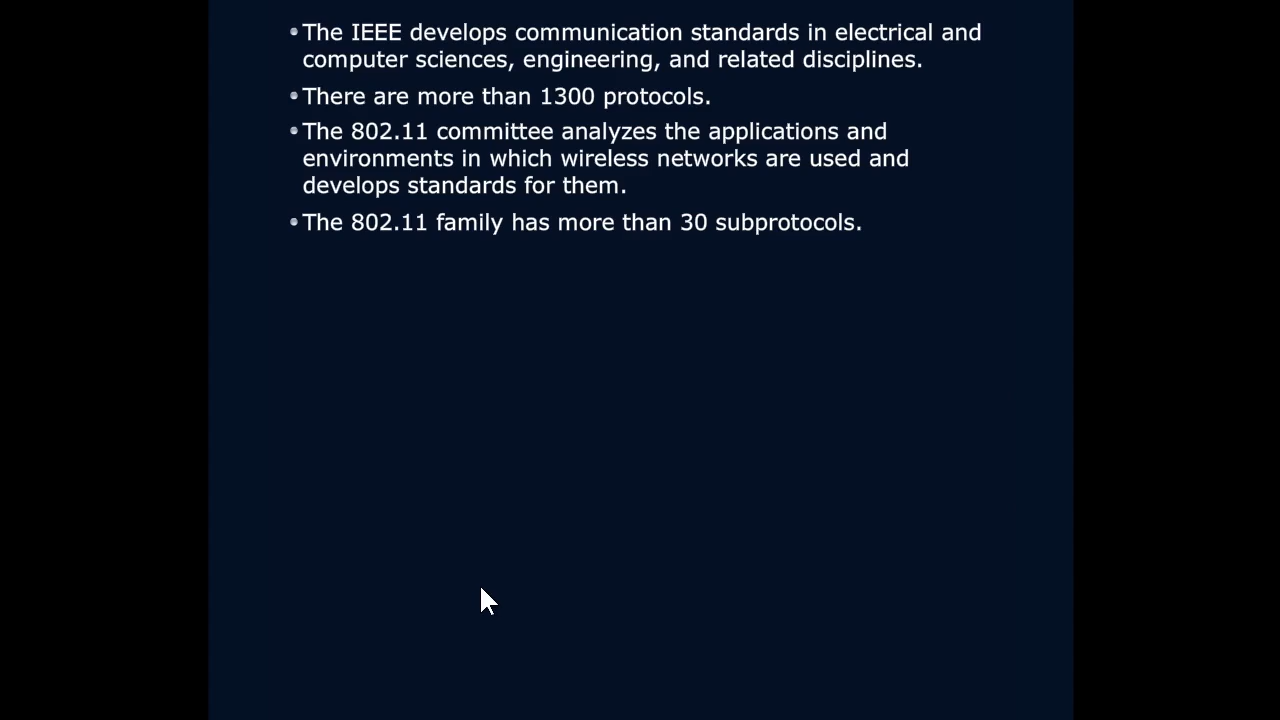 •The IEEE develops communication standards in electrical and
computer sciences, engineering, and related disciplines.
•There are more than 1300 protocols.
•The 802.11 committee analyzes the applications and
environments in which wireless networks are used and
develops standards for them.
•The 802.11 family has more than 30 subprotocols.